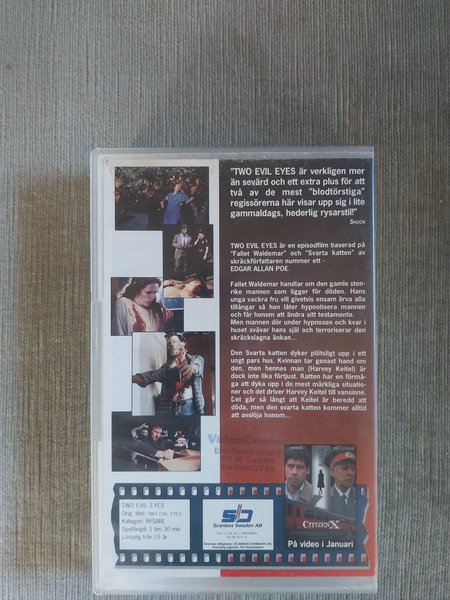 "TWO EVIL EYES är verkligen mer
än sevärd och ett extra plus för att
två av de mest "blodtörstiga"
regissörerna här visar upp sig i lite
gammaldags, hederlig rysarstil!"
SHOCK
TWO EVIL EYES är en episodfilm baserad på
"Fallet Waldemar" och "Svarta katten" av
skräckförfattaren nummer ett -
EDGAR ALLAN POE.
Fallet Waldemar handlar om den gamle sten-
rike mannen som ligger för döden. Hans
unga vackra fru vill givetvis ensam ärva alla
tillångar så hon låter hypnotisera mannen
och får honom att ändra sitt testamente.
Men mannen dör under hypnosen och kvar i
huset svävar hans själ och terroriserar den
skräckslagna änkan...
Den Svarta katten dyker plötsligt upp i ett
ungt pars hus. Kvinnan tar genast hand om
den, men hennes man (Harvey Keitel) är
dock inte lika förtjust. Katten har en förmå-
ga att dyka upp i de mest märkliga situatio-
ner och det driver Harvey Keitel till vansinne.
Det går så långt att Keitel är beredd att
döda, men den svarta katten kommer alltid
att avslöja honom...
TWO EVIL EYES
Orig. titel: TWO EVIL EYES
Kategori: RYSARE
Speltängd: 1 tim 30 min
Lämplig från 15 år
sb
Scanbox Sweden AB
CITIZEN X
På video i Januari